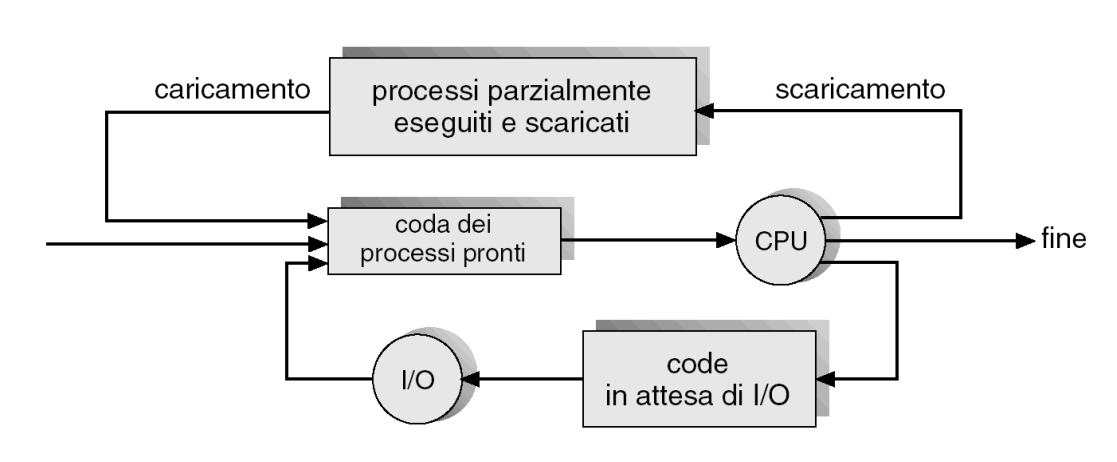 caricamento
processi parzialmente
eseguiti e scaricati
scaricamento
coda dei
processi pronti
CPU
fine
I/O
code
in attesa di I/O